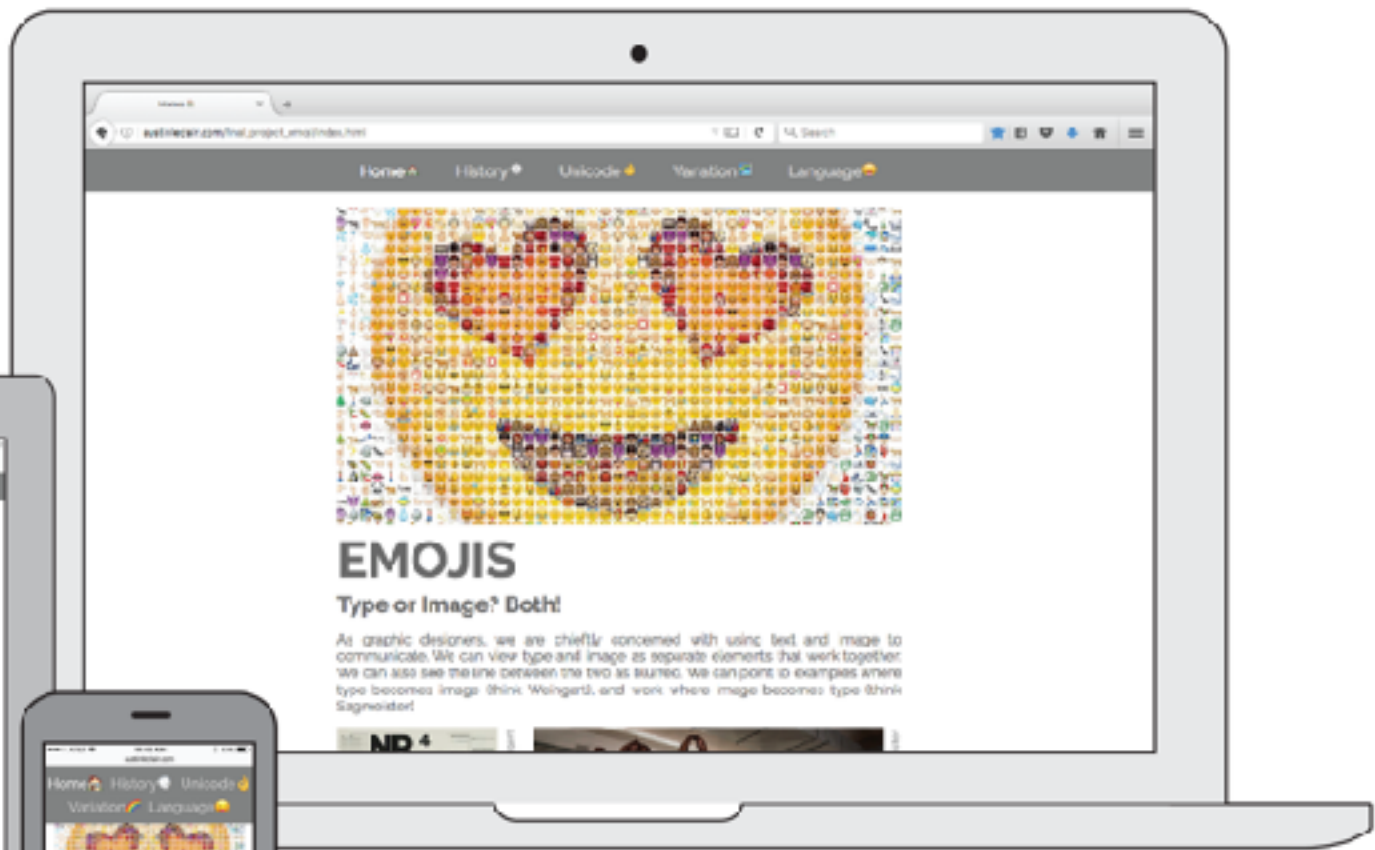 Search
Home History Unicode Variation Language
EMOJIS
Type or Image? Both!
As graphic designers, we are chiefly concerned with using text and image to
communicate. We can view type and image as separate elements that work together.
We can also see the line between the two as blurred. We can point to examples where
type becomes image (think Weingart), and work where image becomes type (think
Sagmeister)
NR 4
Home History Unicode
Variation Language